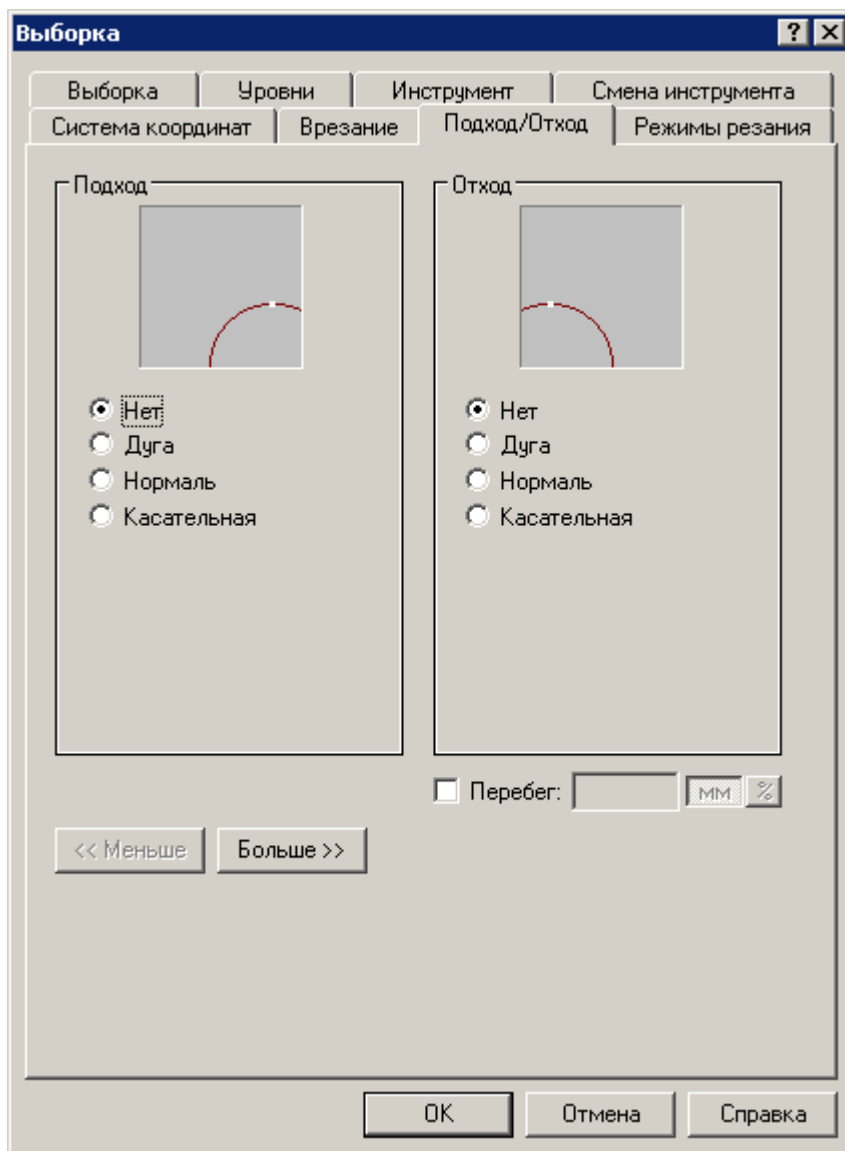 Выборка
Выборка Уровни Инструмент Смена инструмента
Система координат Врезание Подход/Отход Режимы резания
Подход Отход
Нет Нет
Дуга Дуга
Нормаль Нормаль
Касательная Касательная
Перебег: мм %
<< Меньше Больше >>
OK Отмена Справка